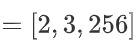 = [2, 3, 256]